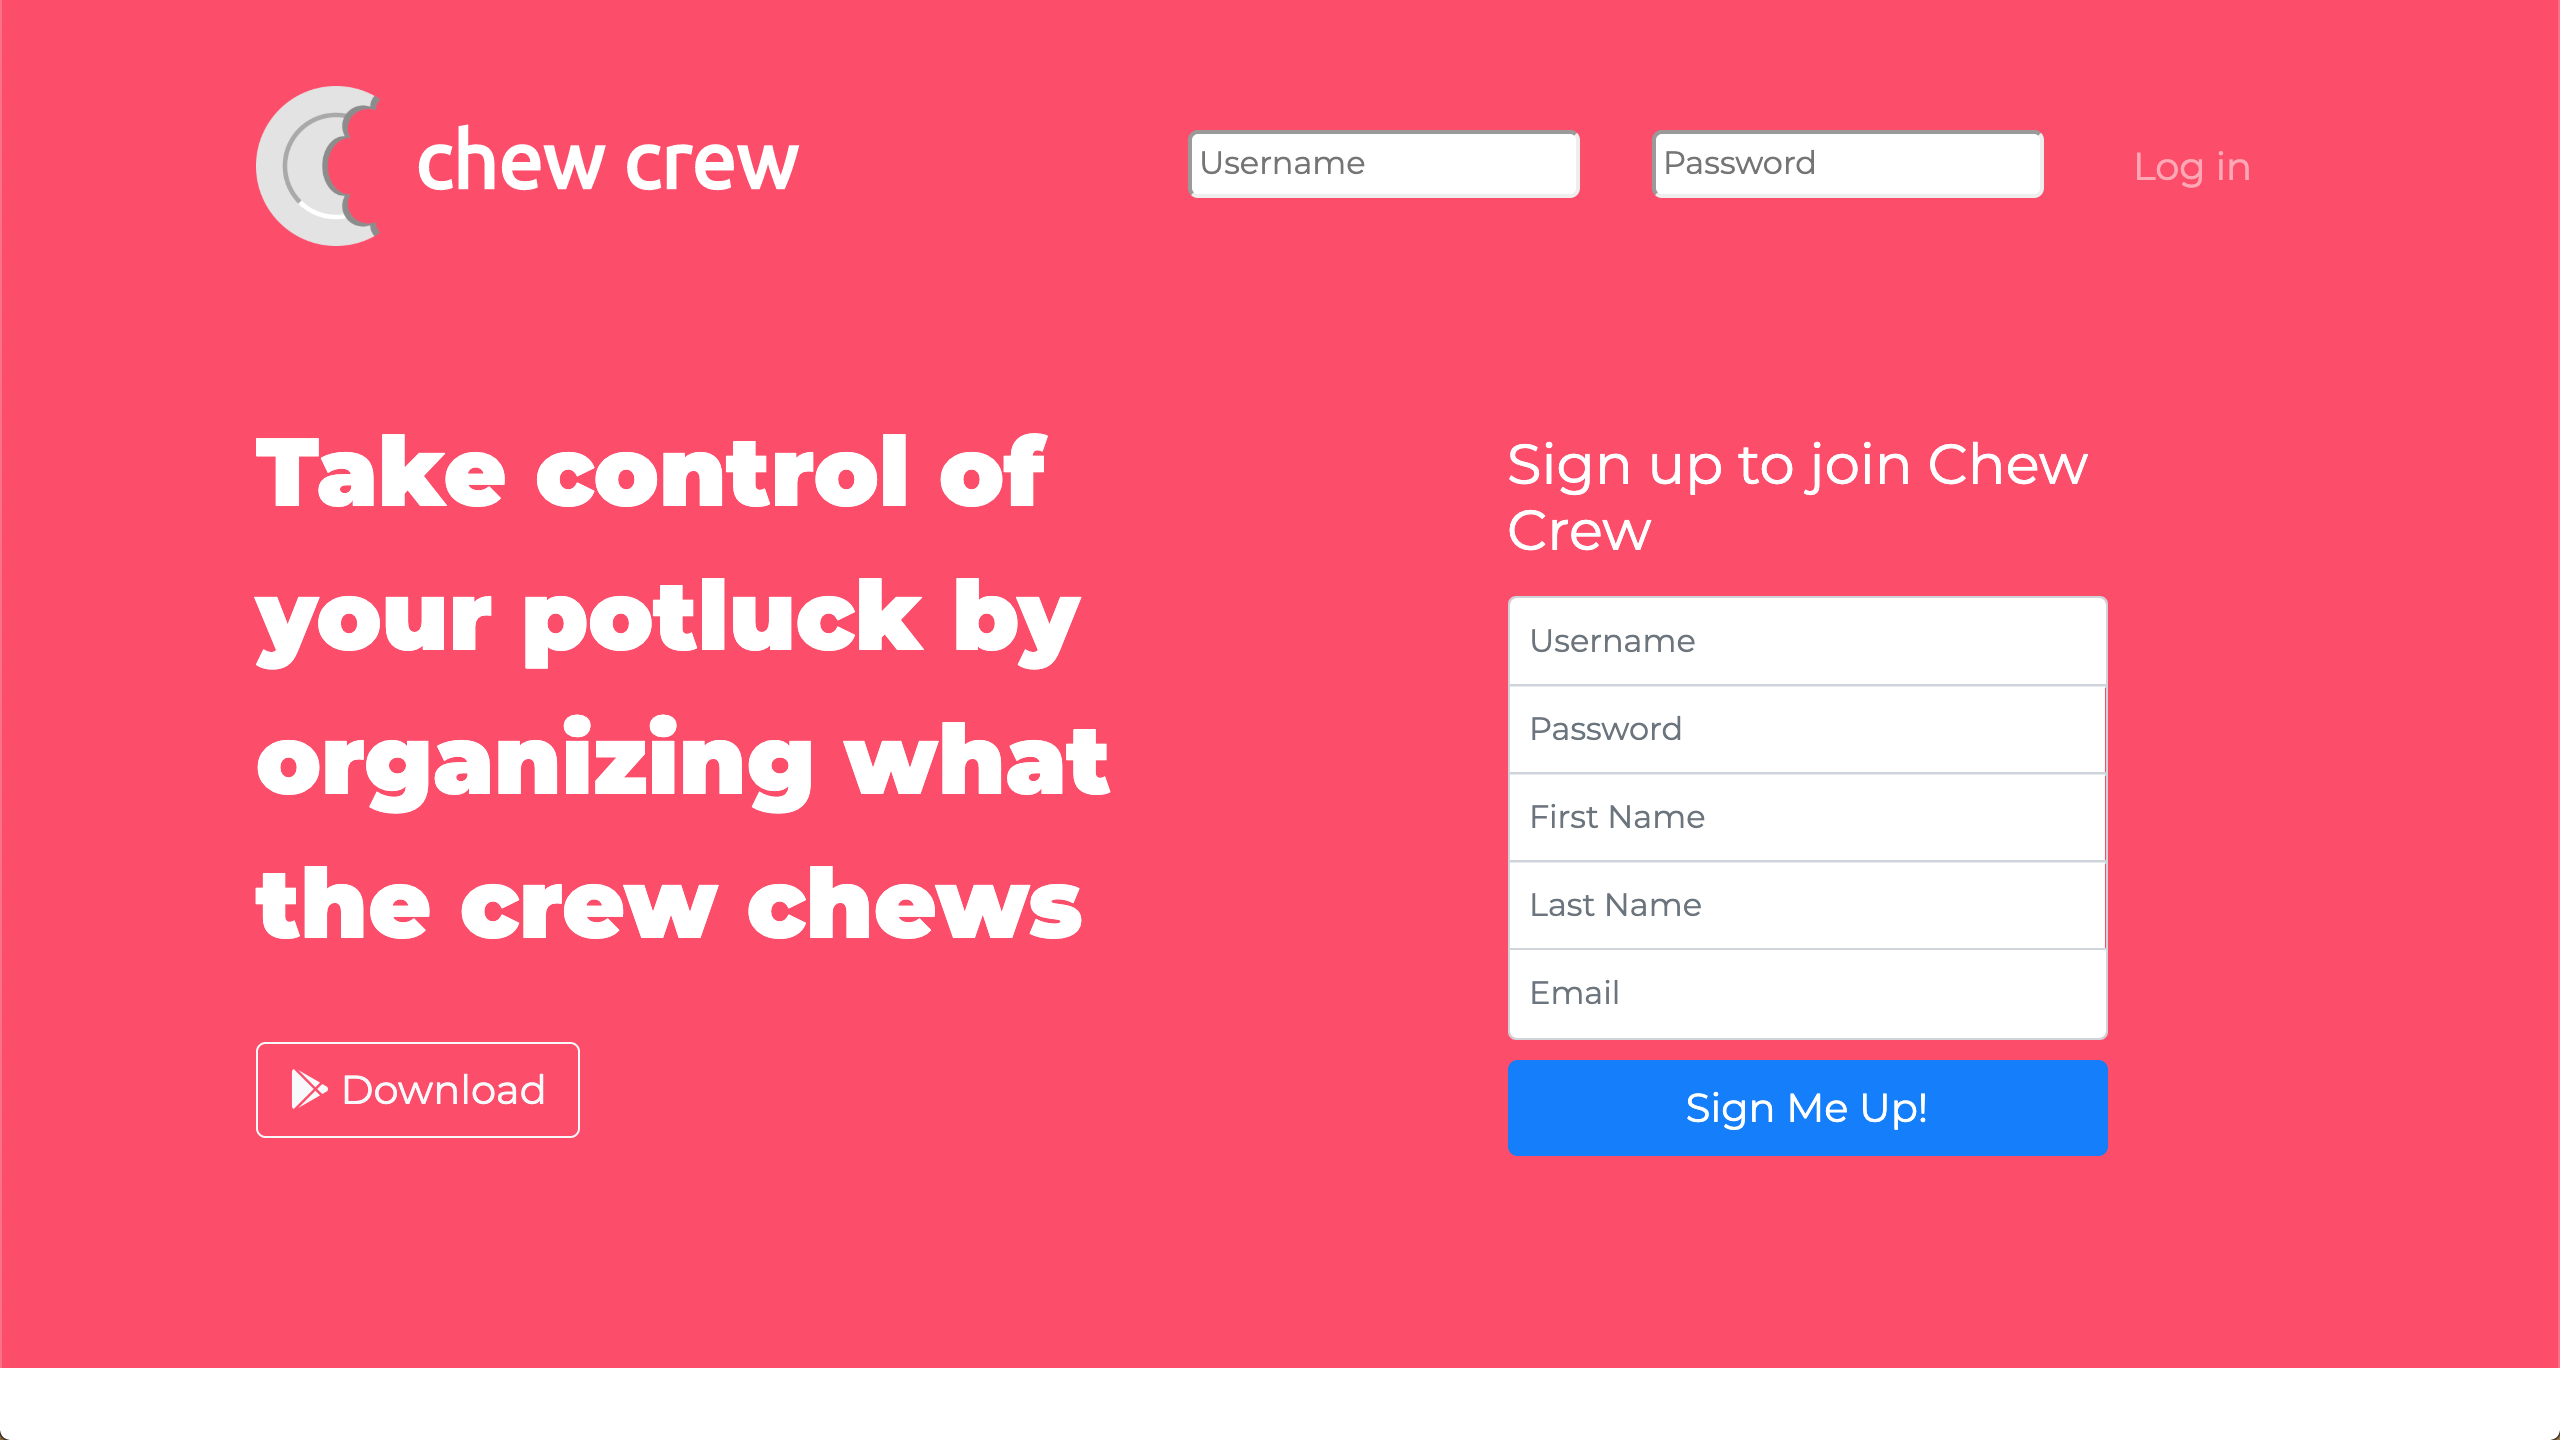 chew crew
Username
Password
Log in
Take control of
your potluck by
organizing what
the crew chews
Download
Sign up to join Chew
Crew
Username
Password
First Name
Last Name
Email
Sign Me Up!